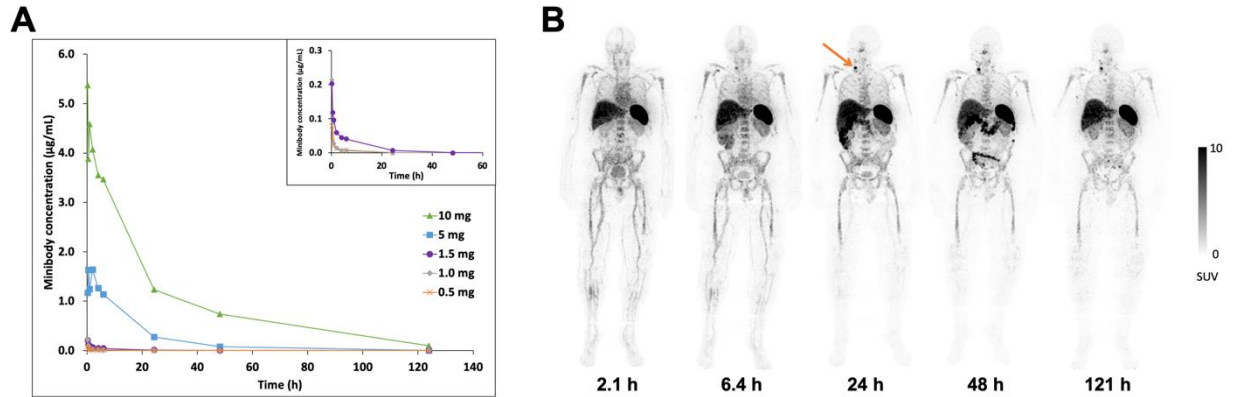 A
Minibody concentration (µg/mL)
6.0
5.0
4.0
3.0
2.0
1.0
0.0
0 20 40 60 80 100 120 140
Time (h)
Minibody concentration (µg/mL)
0.3
0.2
0.1
0.0
0 20 40 60
Time (h)
10 mg
5 mg
1.5 mg
1.0 mg
0.5 mg
B
2.1 h 6.4 h 24 h 48 h 121 h
10
0
SUV